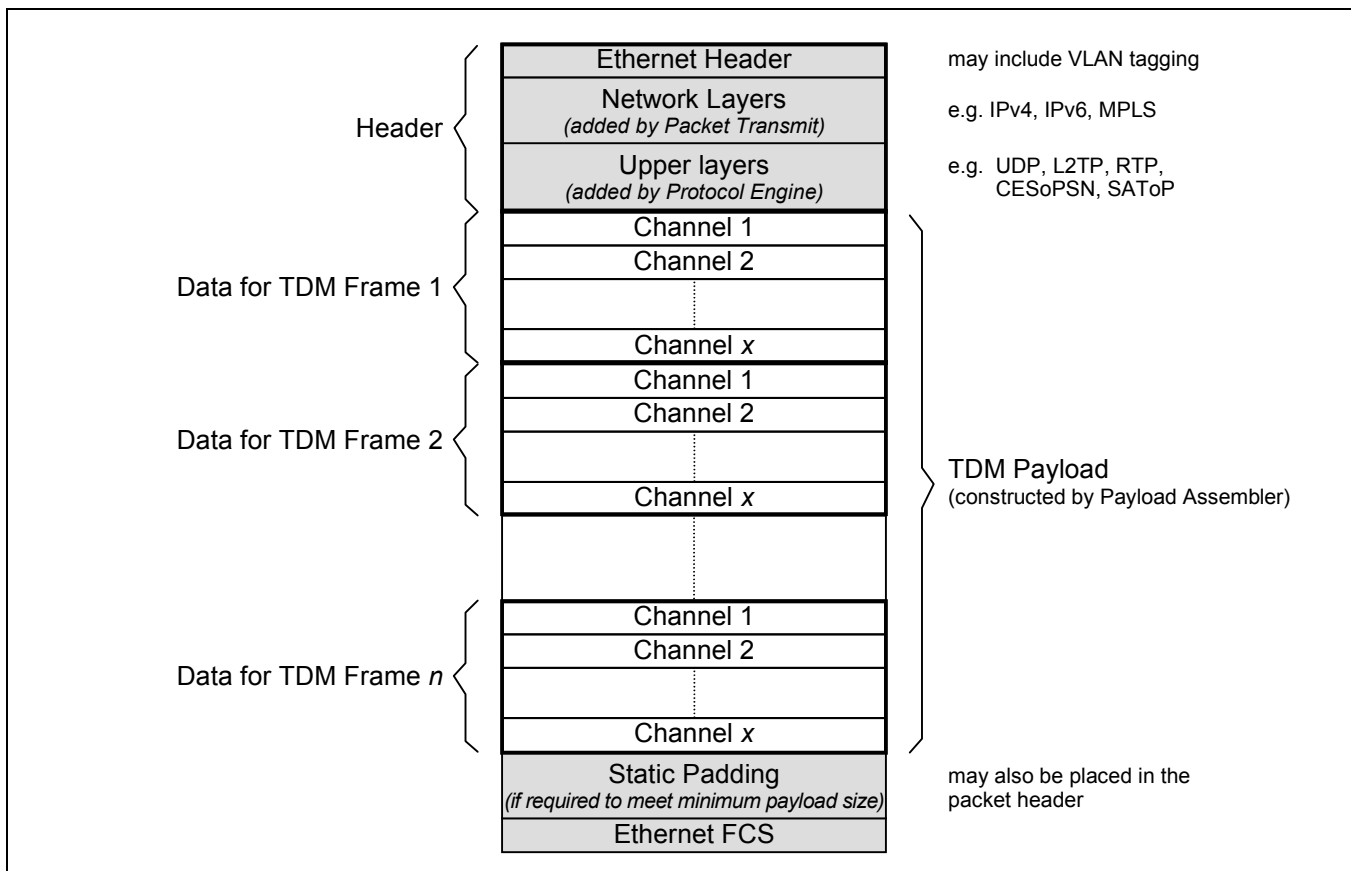 Ethernet Header
may include VLAN tagging
Network Layers
(added by Packet Transmit)
e.g. IPv4, IPv6, MPLS
Header
Upper layers
(added by Protocol Engine)
e.g. UDP, L2TP, RTP,
CESoPSN, SAToP
Channel 1
Channel 2
Data for TDM Frame 1
Channel x
Channel 1
Channel 2
Data for TDM Frame 2
Channel x
TDM Payload
(constructed by Payload Assembler)
Channel 1
Channel 2
Data for TDM Frame n
Channel x
Static Padding
(if required to meet minimum payload size)
may also be placed in the
packet header
Ethernet FCS